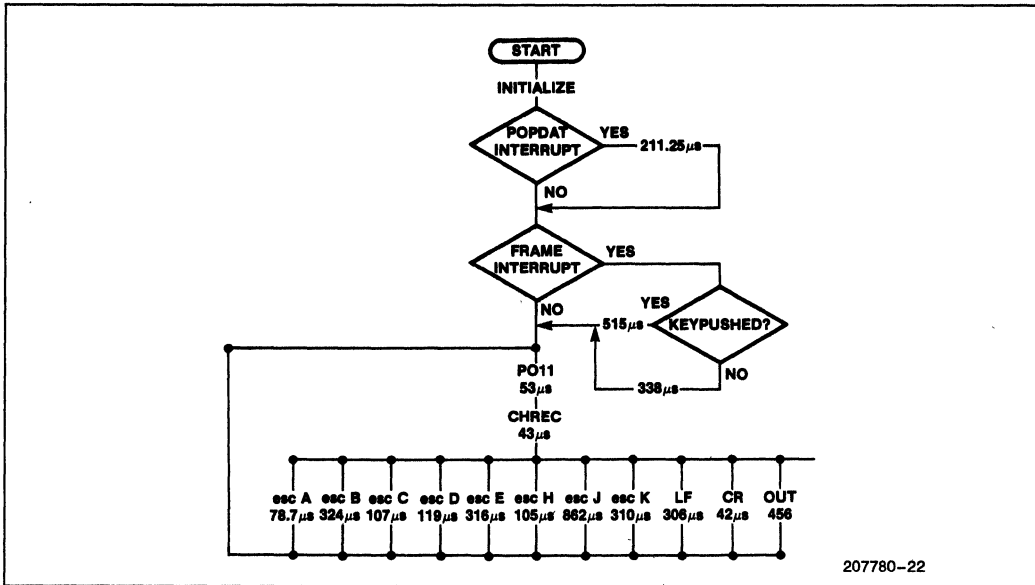 START
INITIALIZE
POPDAT
INTERRUPT
YES
211.25μs
NO
FRAME
INTERRUPT
YES
NO
YES
515μs
KEYPUSHED?
NO
338μs
PO11
53μs
CHREC
43μs
esc A esc B esc C esc D esc E esc H esc J esc K LF CR OUT
78.7μs 324μs 107μs 119μs 316μs 105μs 862μs 310μs 306μs 42μs 456
207780-22